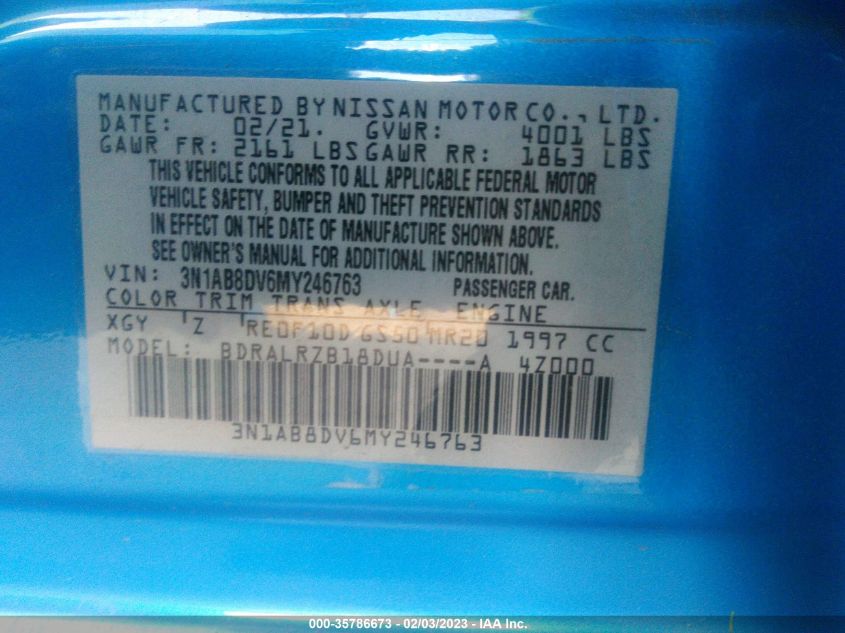 MANUFACTURED BY NISSAN MOTOR CO., LTD.
DATE: 02/21. GVWR: 4001 LBS
GAWR FR: 2161 LBS GAWR RR: 1863 LBS
THIS VEHICLE CONFORMS TO ALL APPLICABLE FEDERAL MOTOR
VEHICLE SAFETY, BUMPER AND THEFT PREVENTION STANDARDS
IN EFFECT ON THE DATE OF MANUFACTURE SHOWN ABOVE.
SEE OWNER'S MANUAL FOR ADDITIONAL INFORMATION.
VIN: 3N1AB8DV6MY246763 PASSENGER CAR.
COLOR TRIM TRANS AXLE ENGINE
XGY Z RE0F10D GS50 MR20 1997 CC
MODEL: BDRALRZB18DUA----A 4Z000
3N1AB8DV6MY246763
000-35786673 - 02/03/2023 - IAA Inc.